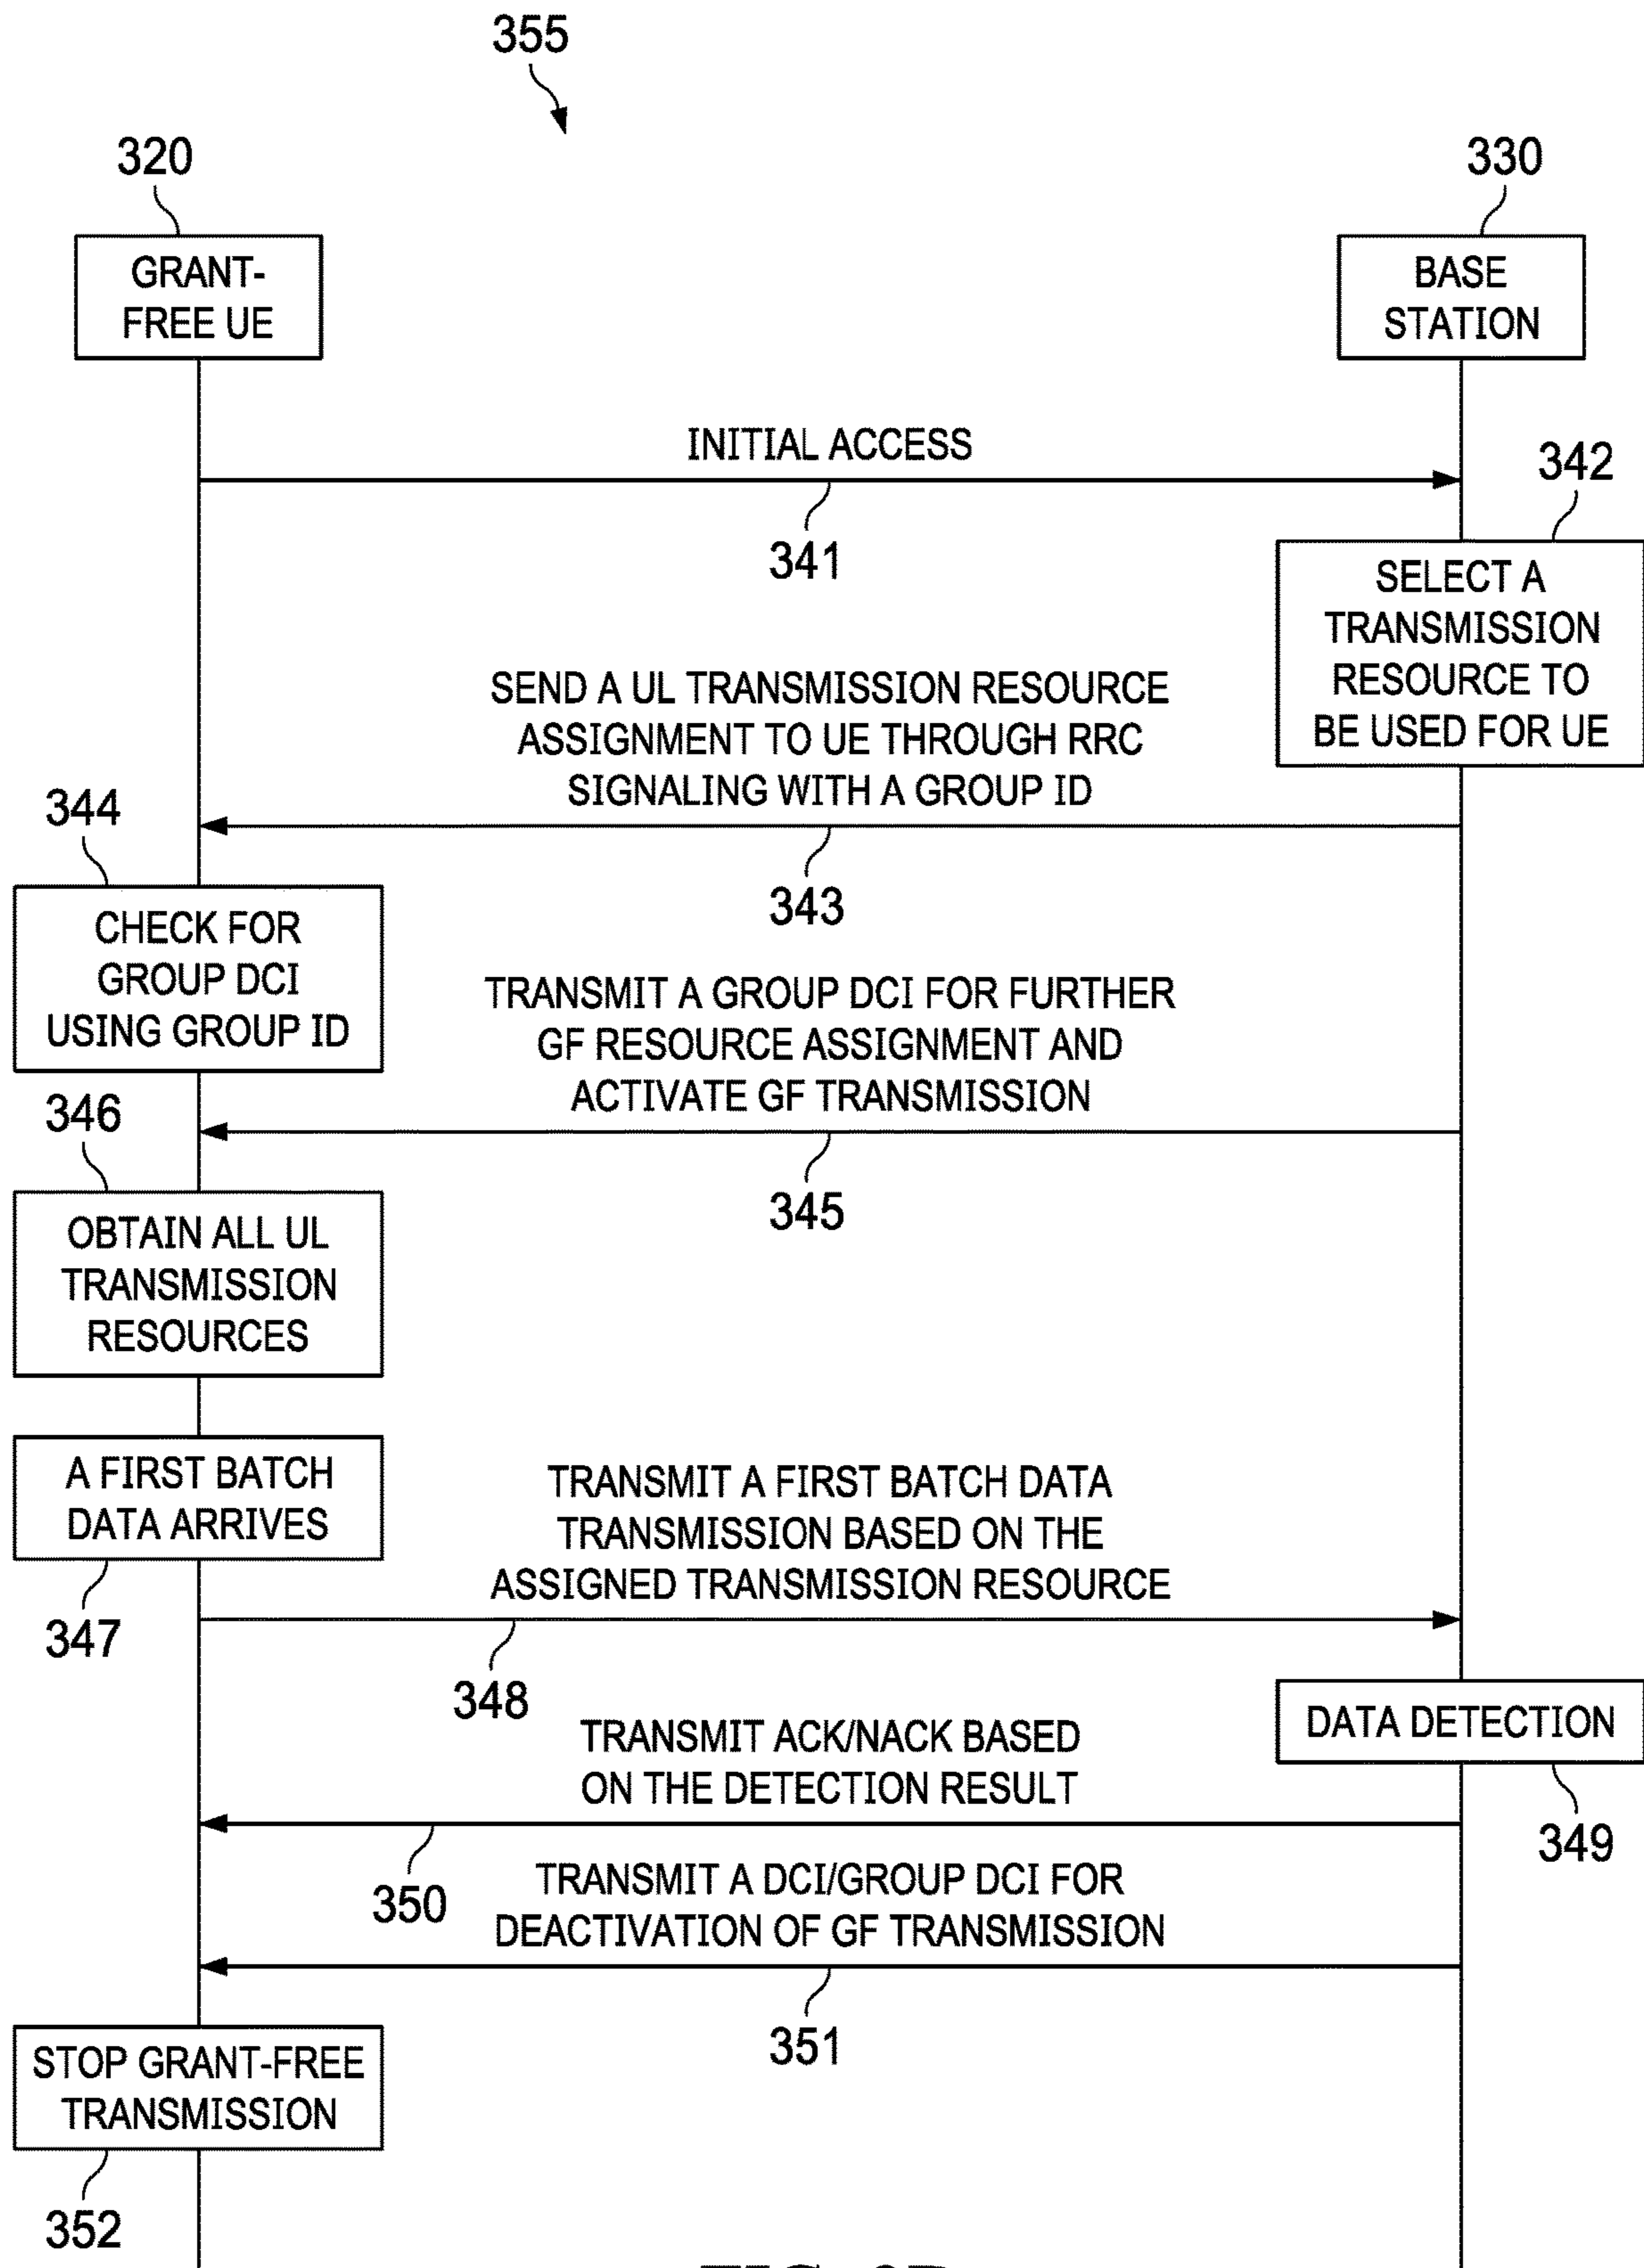 355
320
330
GRANT-
FREE UE
BASE
STATION
INITIAL ACCESS
341
342
SELECT A
TRANSMISSION
RESOURCE TO
BE USED FOR UE
SEND A UL TRANSMISSION RESOURCE
ASSIGNMENT TO UE THROUGH RRC
SIGNALING WITH A GROUP ID
343
344
CHECK FOR
GROUP DCI
USING GROUP ID
TRANSMIT A GROUP DCI FOR FURTHER
GF RESOURCE ASSIGNMENT AND
ACTIVATE GF TRANSMISSION
345
346
OBTAIN ALL UL
TRANSMISSION
RESOURCES
A FIRST BATCH
DATA ARRIVES
347
TRANSMIT A FIRST BATCH DATA
TRANSMISSION BASED ON THE
ASSIGNED TRANSMISSION RESOURCE
348
DATA DETECTION
349
TRANSMIT ACK/NACK BASED
ON THE DETECTION RESULT
350
TRANSMIT A DCI/GROUP DCI FOR
DEACTIVATION OF GF TRANSMISSION
351
STOP GRANT-FREE
TRANSMISSION
352